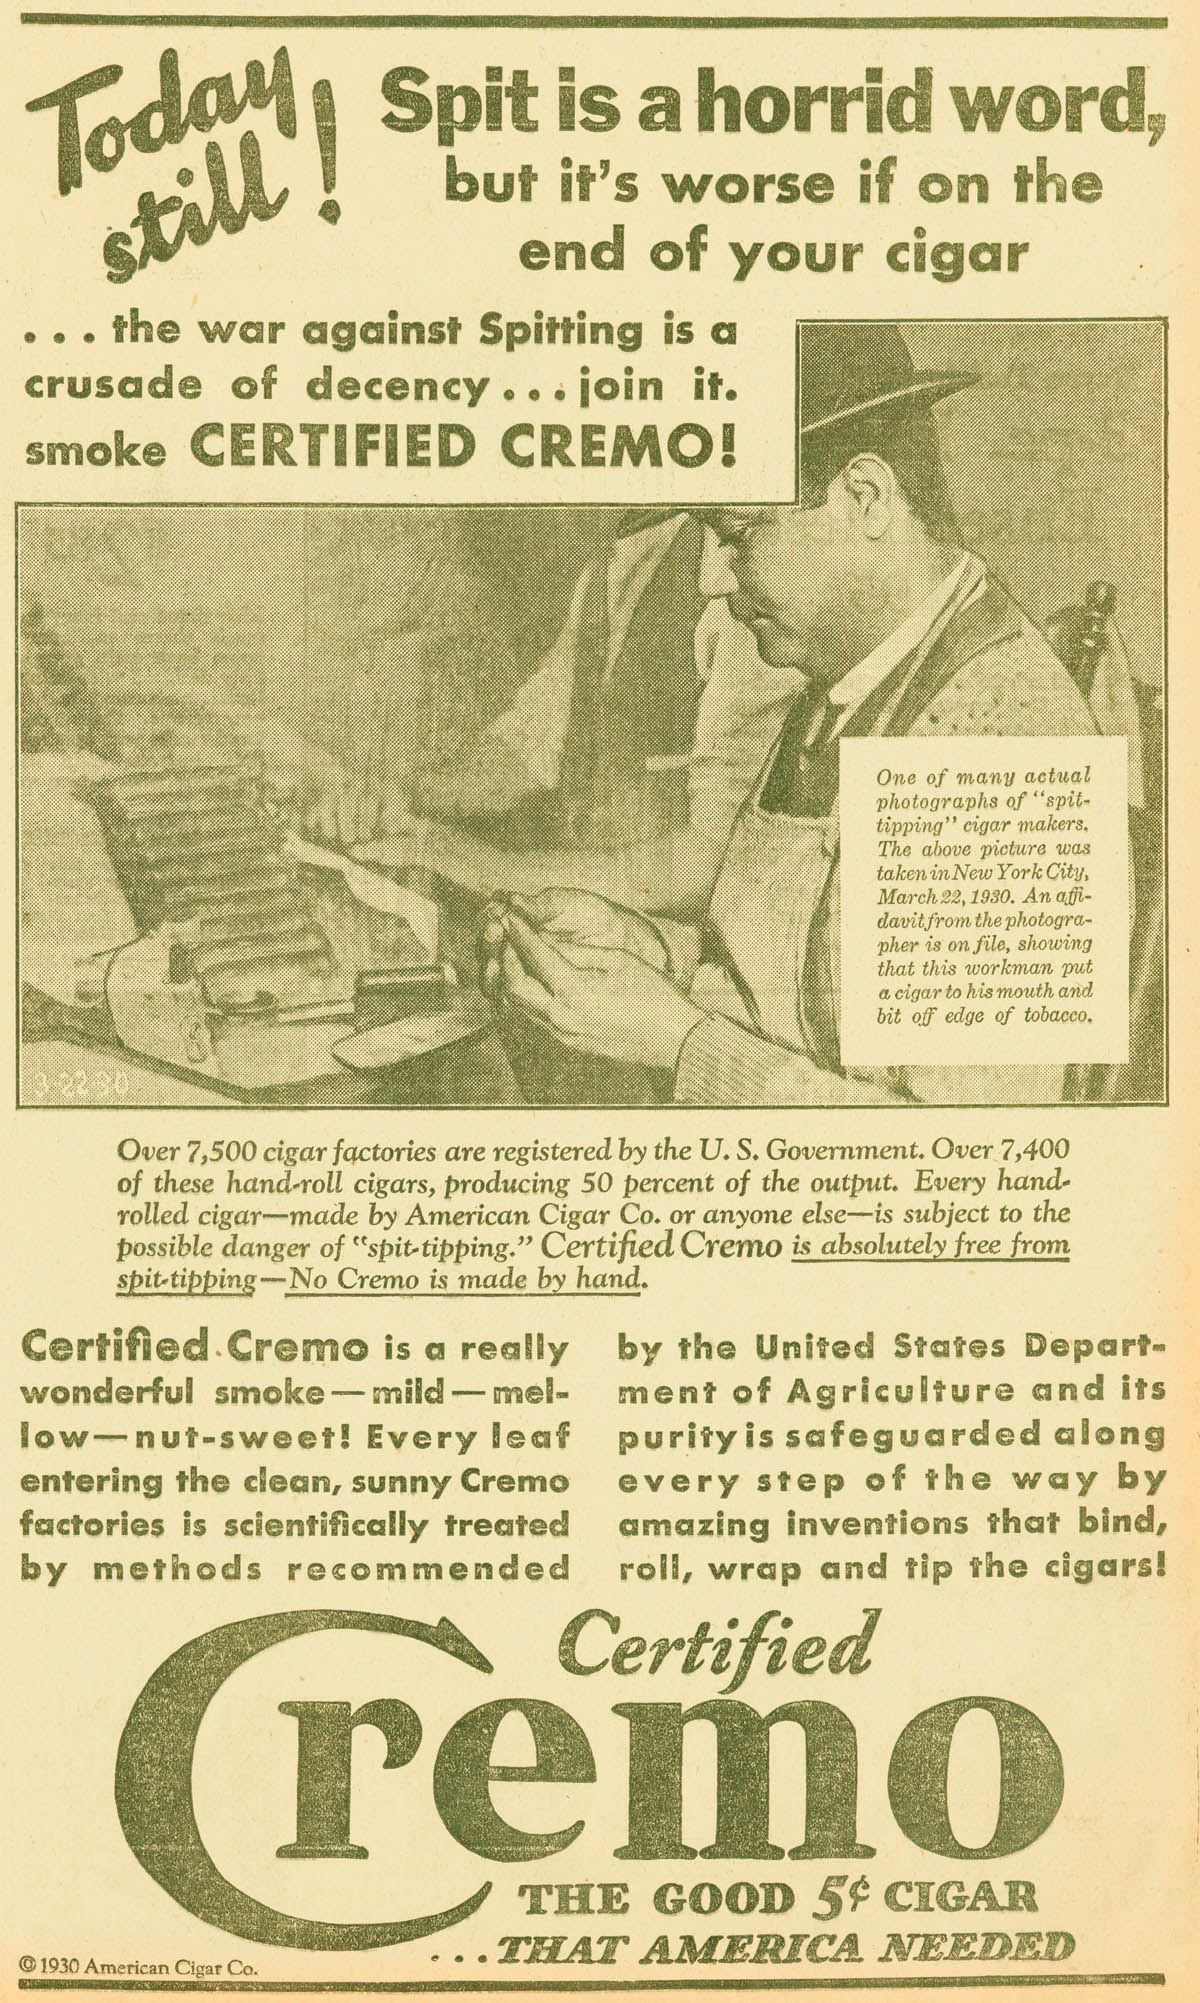 Today
still!
Spit is a horrid word,
but it's worse if on the
end of your cigar
... the war against Spitting is a
crusade of decency... join it.
smoke CERTIFIED CREMO!
One of many actual
photographs of "spit-
tipping" cigar makers.
The above picture was
taken in New York City,
March 22, 1930. An affi-
davit from the photogra-
pher is on file, showing
that this workman put
a cigar to his mouth and
bit off edge of tobacco.
3-22-30
Over 7,500 cigar factories are registered by the U. S. Government. Over 7,400
of these hand-roll cigars, producing 50 percent of the output. Every hand-
rolled cigar—made by American Cigar Co. or anyone else—is subject to the
possible danger of "spit-tipping." Certified Cremo is absolutely free from
spit-tipping—No Cremo is made by hand.
Certified Cremo is a really
wonderful smoke—mild—mel-
low—nut-sweet! Every leaf
entering the clean, sunny Cremo
factories is scientifically treated
by methods recommended
by the United States Depart-
ment of Agriculture and its
purity is safeguarded along
every step of the way by
amazing inventions that bind,
roll, wrap and tip the cigars!
Certified
Cremo
THE GOOD 5¢ CIGAR
...THAT AMERICA NEEDED
© 1930 American Cigar Co.